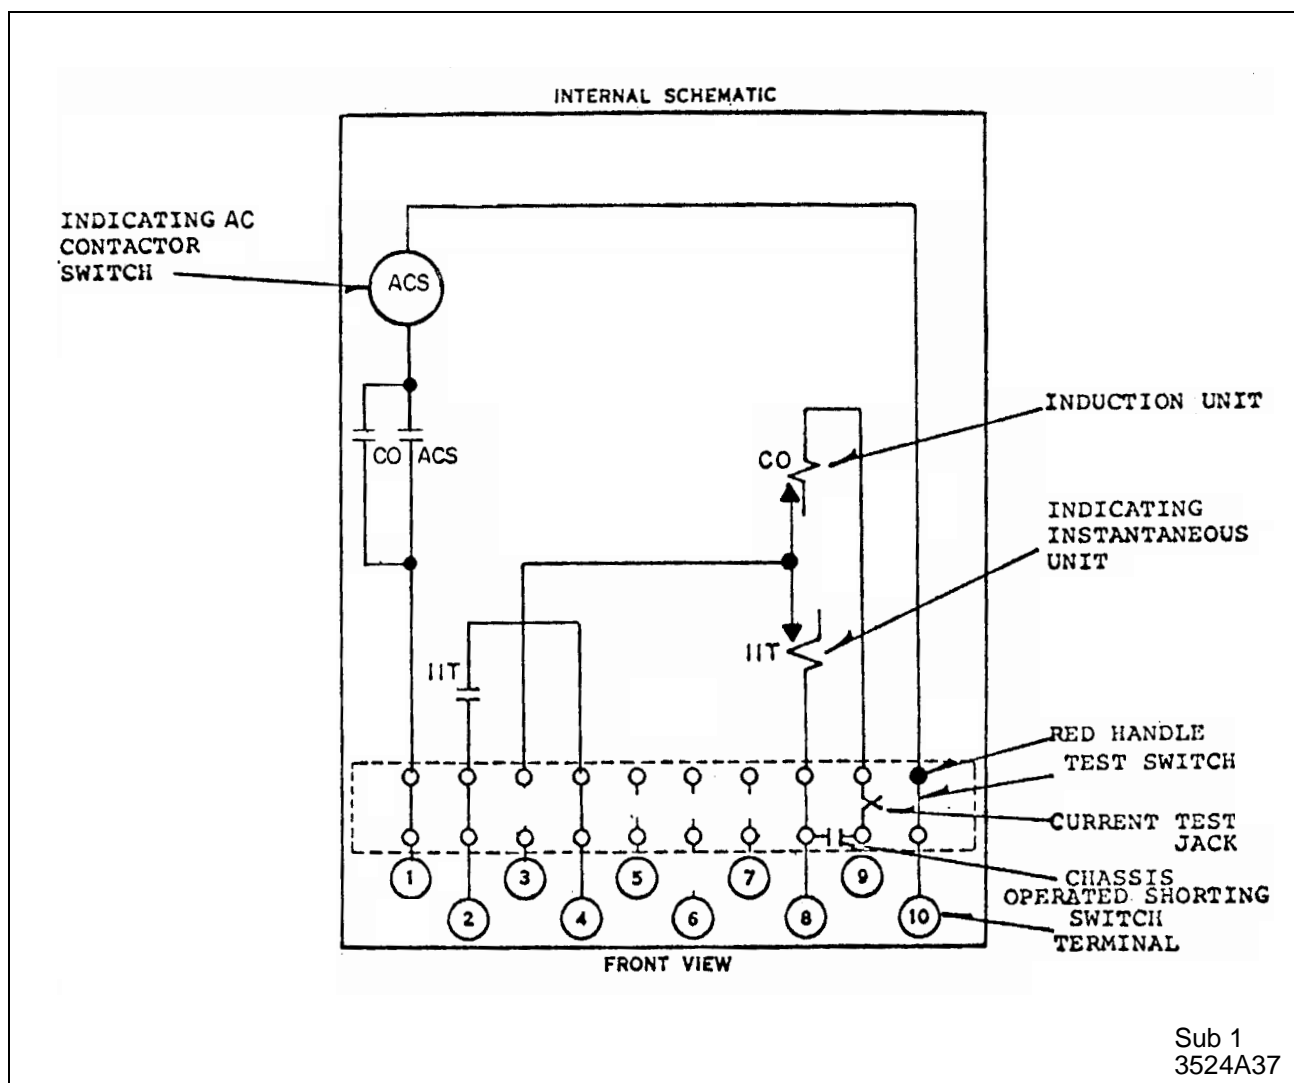 INTERNAL SCHEMATIC
INDICATING AC
CONTACTOR
SWITCH
ACS
CO ACS
INDUCTION UNIT
CO
INDICATING
INSTANTANEOUS
UNIT
IIT
IIT
RED HANDLE
TEST SWITCH
CURRENT TEST
JACK
CHASSIS
OPERATED SHORTING
SWITCH
TERMINAL
1 3 5 7 9
2 4 6 8 10
FRONT VIEW
Sub 1
3524A37